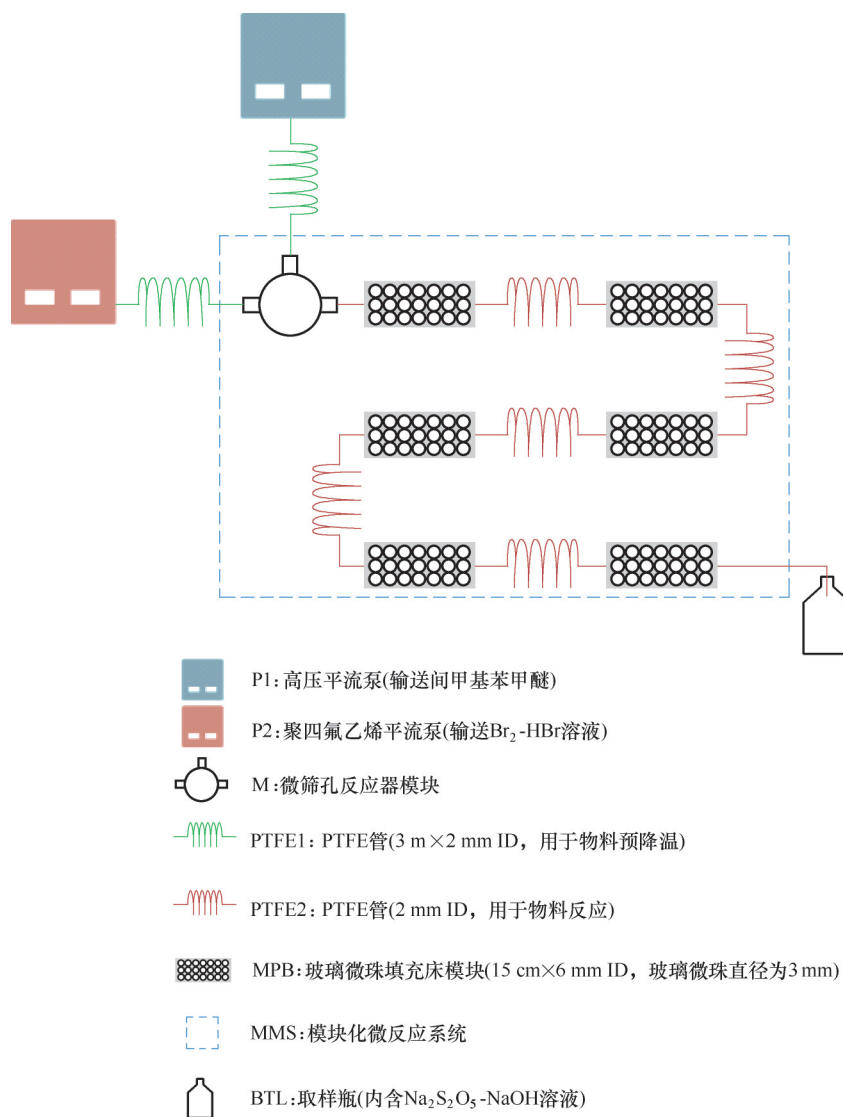 P1:高压平流泵(输送间甲基苯甲醚)
P2:聚四氟乙烯平流泵(输送Br₂-HBr溶液)
M:微筛孔反应器模块
PTFE1: PTFE管(3 m×2 mm ID，用于物料预降温)
PTFE2: PTFE管(2 mm ID，用于物料反应)
MPB: 玻璃微珠填充床模块(15 cm×6 mm ID，玻璃微珠直径为3 mm)
MMS:模块化微反应系统
BTL:取样瓶(内含Na₂S₂O₅-NaOH溶液)